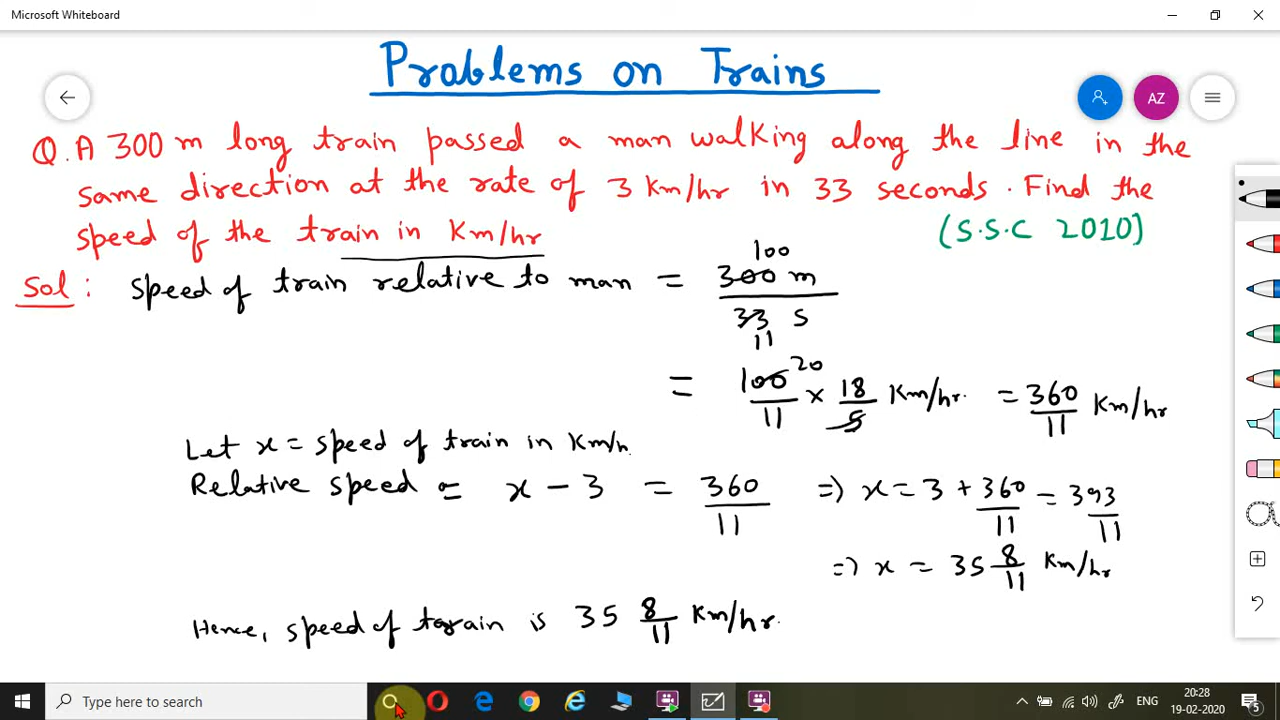 Microsoft Whiteboard
Problems on Trains
AZ
Q. A 300 m long train passed a man walking along the line in the
same direction at the rate of 3 Km/hr in 33 seconds. Find the
speed of the train in Km/hr
(S.S.C 2010)
Sol: speed of train relative to man = 300 m / 33 s
100
11
= 100/11 × 18/5 Km/hr. = 360/11 Km/hr
20
Let x = speed of train in Km/h.
Relative speed = x - 3 = 360/11 => x = 3 + 360/11 = 393/11
=> x = 35 8/11 Km/hr
Hence, speed of train is 35 8/11 Km/hr.
Type here to search
ENG
20:28
19-02-2020
5